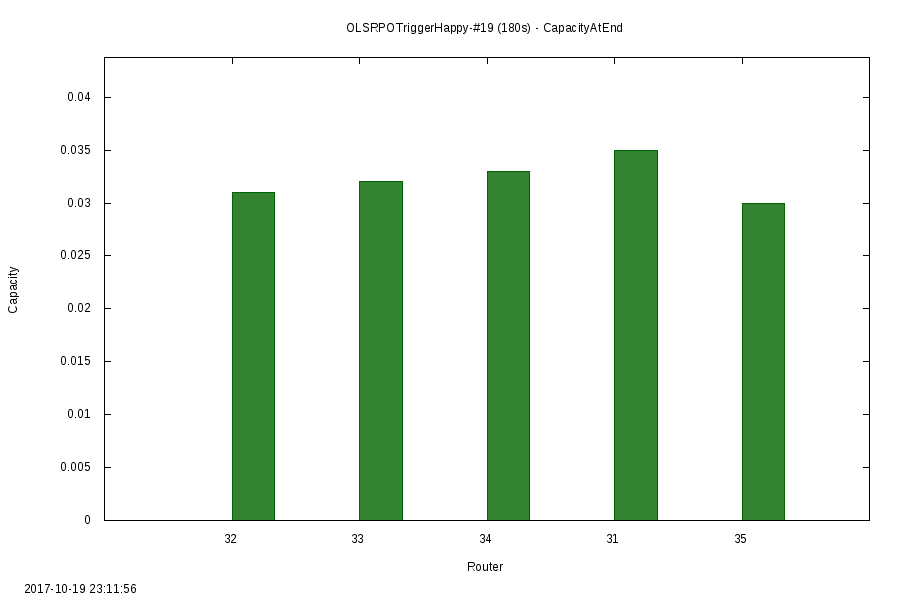 OLSRPOTriggerHappy-#19 (180s) - CapacityAtEnd
0.04
0.035
0.03
0.025
0.02
0.015
0.01
0.005
0
Capacity
32 33 34 31 35
Router
2017-10-19 23:11:56